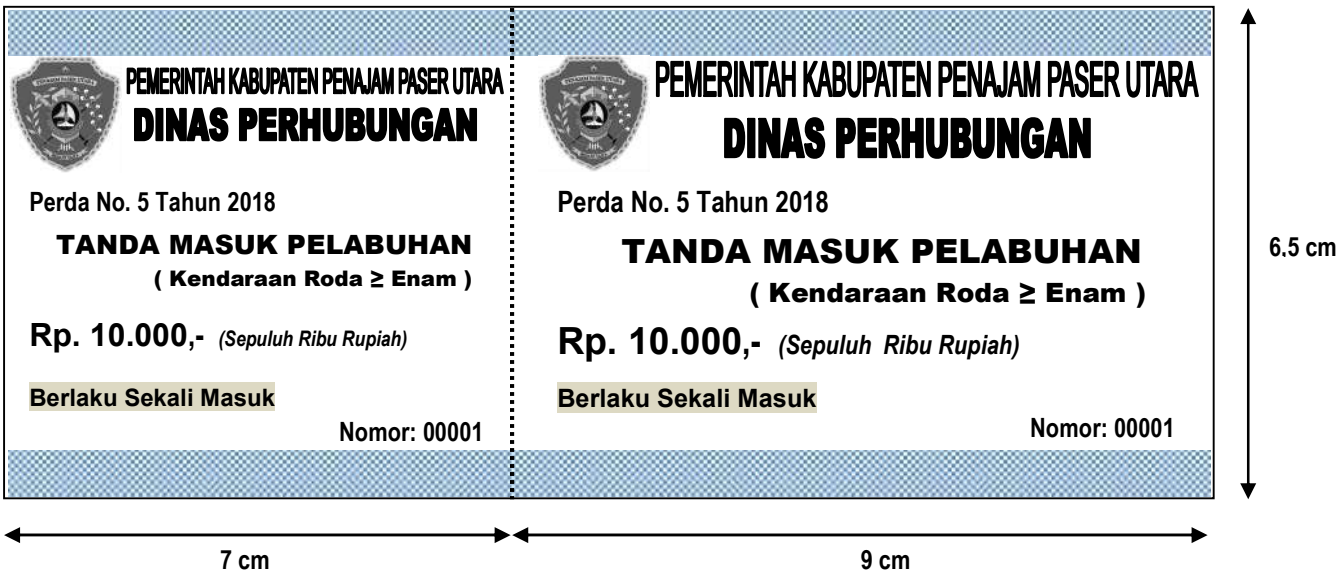 PEMERINTAH KABUPATEN PENAJAM PASER UTARA
DINAS PERHUBUNGAN
Perda No. 5 Tahun 2018
TANDA MASUK PELABUHAN
( Kendaraan Roda ≥ Enam )
Rp. 10.000,- (Sepuluh Ribu Rupiah)
Berlaku Sekali Masuk
Nomor: 00001
PEMERINTAH KABUPATEN PENAJAM PASER UTARA
DINAS PERHUBUNGAN
Perda No. 5 Tahun 2018
TANDA MASUK PELABUHAN
( Kendaraan Roda ≥ Enam )
Rp. 10.000,- (Sepuluh Ribu Rupiah)
Berlaku Sekali Masuk
Nomor: 00001
6.5 cm
7 cm
9 cm